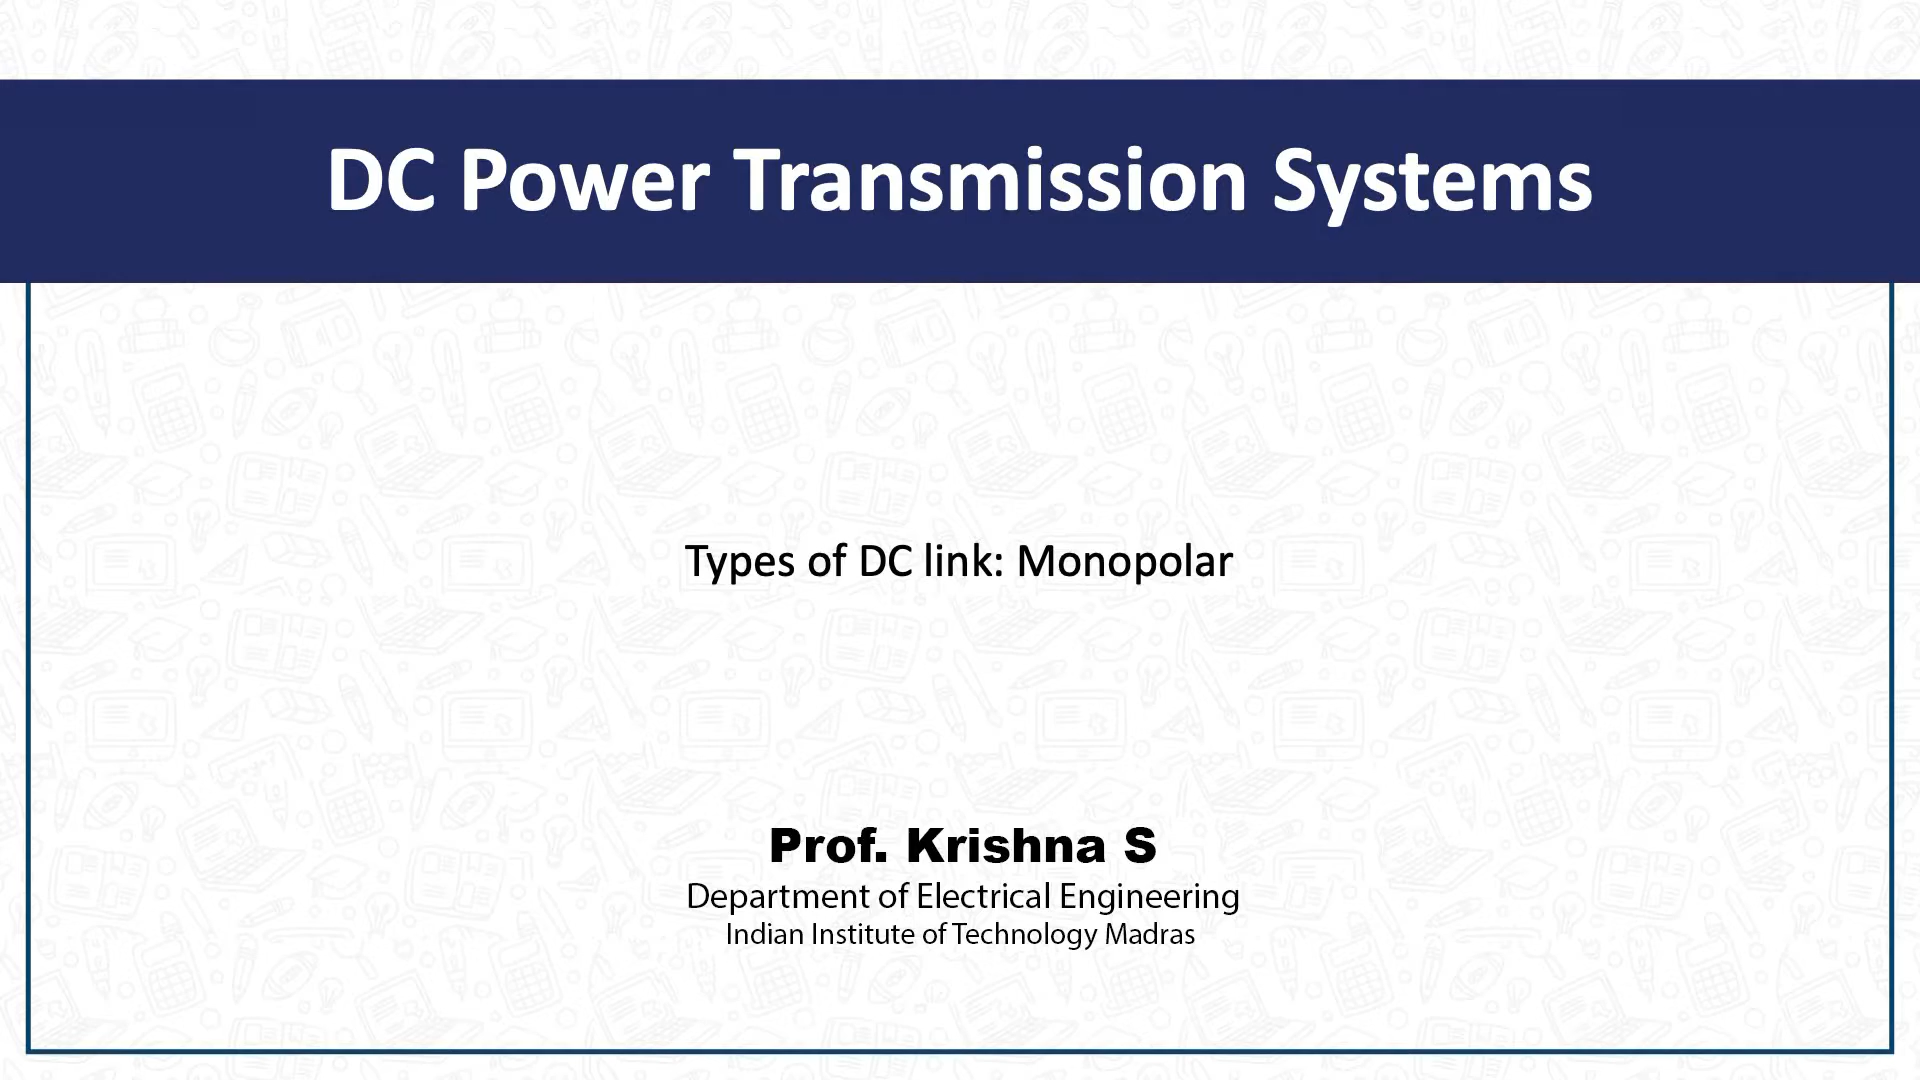 DC Power Transmission Systems
Types of DC link: Monopolar
Prof. Krishna S
Department of Electrical Engineering
Indian Institute of Technology Madras